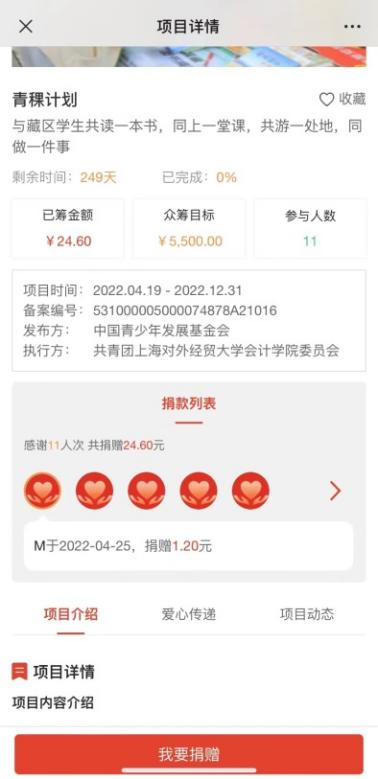 项目详情
青稞计划
收藏
与藏区学生共读一本书，同上一堂课，共游一处地，同
做一件事
剩余时间：249天
已完成：0%
已筹金额
￥24.60
众筹目标
￥5,500.00
参与人数
11
项目时间：2022.04.19 - 2022.12.31
备案编号：531000005000074878A21016
发布方：中国青少年发展基金会
执行方：共青团上海对外经贸大学会计学院委员会
捐款列表
感谢11人次 共捐赠24.60元
M于2022-04-25，捐赠1.20元
项目介绍
爱心传递
项目动态
项目详情
项目内容介绍
我要捐赠